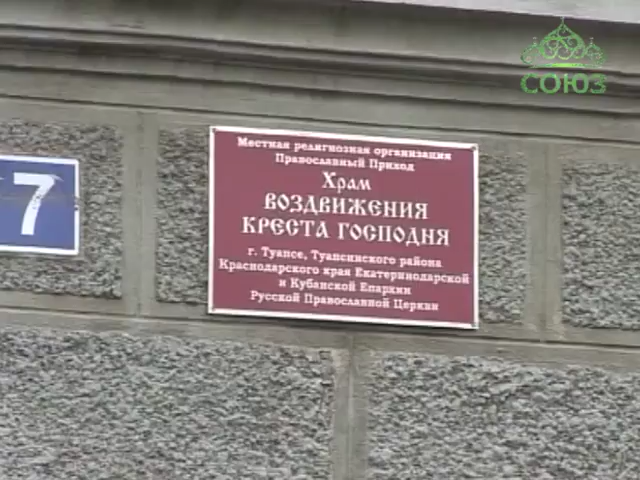 СОЮЗ
7
Местная религиозная организация
Православный Приход
Храм
ВОЗДВИЖЕНИЯ
КРЕСТА ГОСПОДНЯ
г. Туапсе, Туапсинского района
Краснодарского края Екатеринодарской
и Кубанской Епархии
Русской Православной Церкви